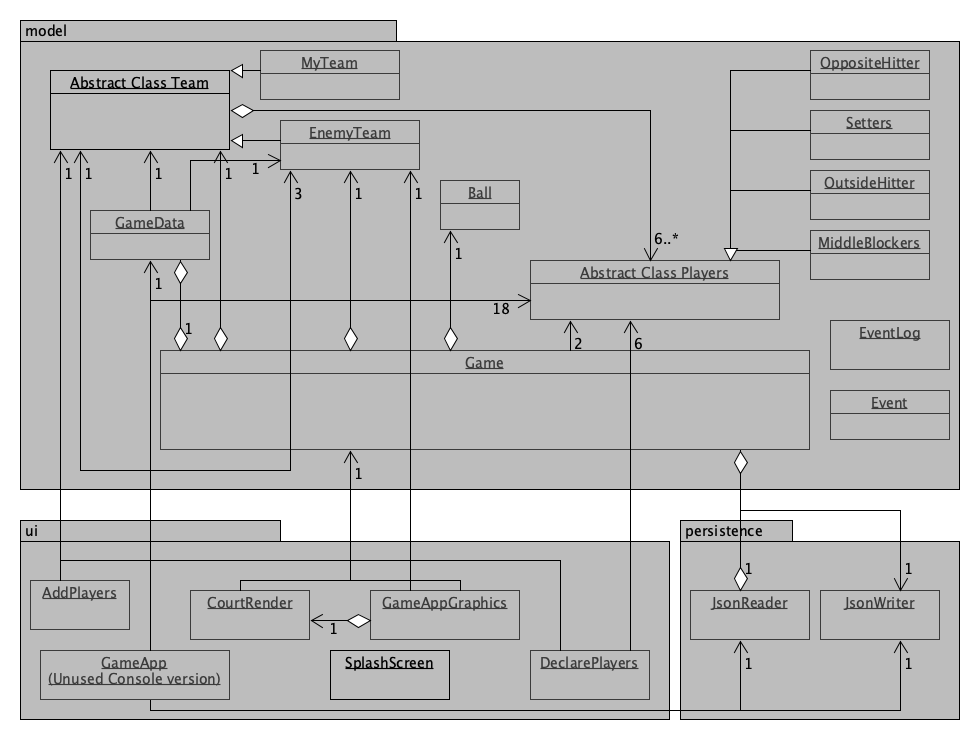 model
MyTeam
OppositeHitter
Abstract Class Team
EnemyTeam
Setters
1
1
1
1
1
3
1
1
Ball
OutsideHitter
GameData
6..*
MiddleBlockers
1
1
Abstract Class Players
18
1
2
6
EventLog
Game
Event
1
ui
persistence
1
1
AddPlayers
CourtRender
GameAppGraphics
JsonReader
JsonWriter
1
GameApp
(Unused Console version)
SplashScreen
DeclarePlayers
1
1